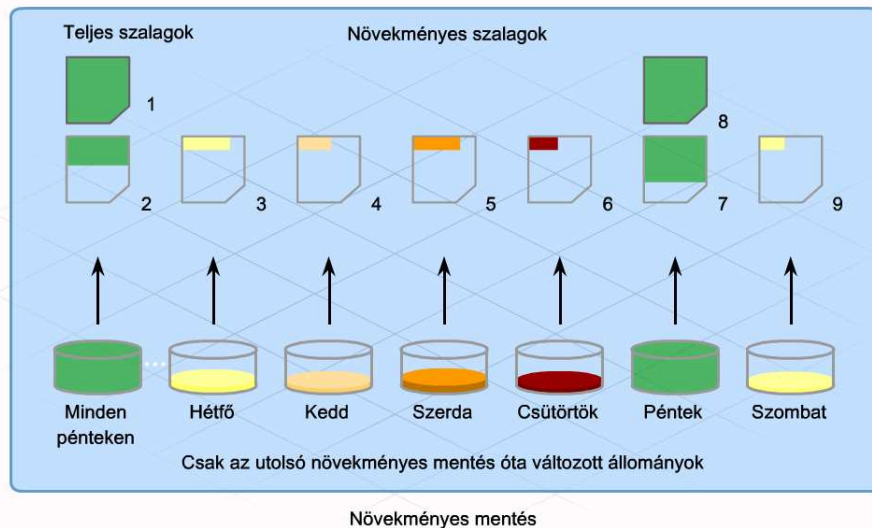 Teljes szalagok
Növekményes szalagok
1
8
2
3
4
5
6
7
9
Minden pénteken
Hétfő
Kedd
Szerda
Csütörtök
Péntek
Szombat
Csak az utolsó növekményes mentés óta változott állományok
Növekményes mentés